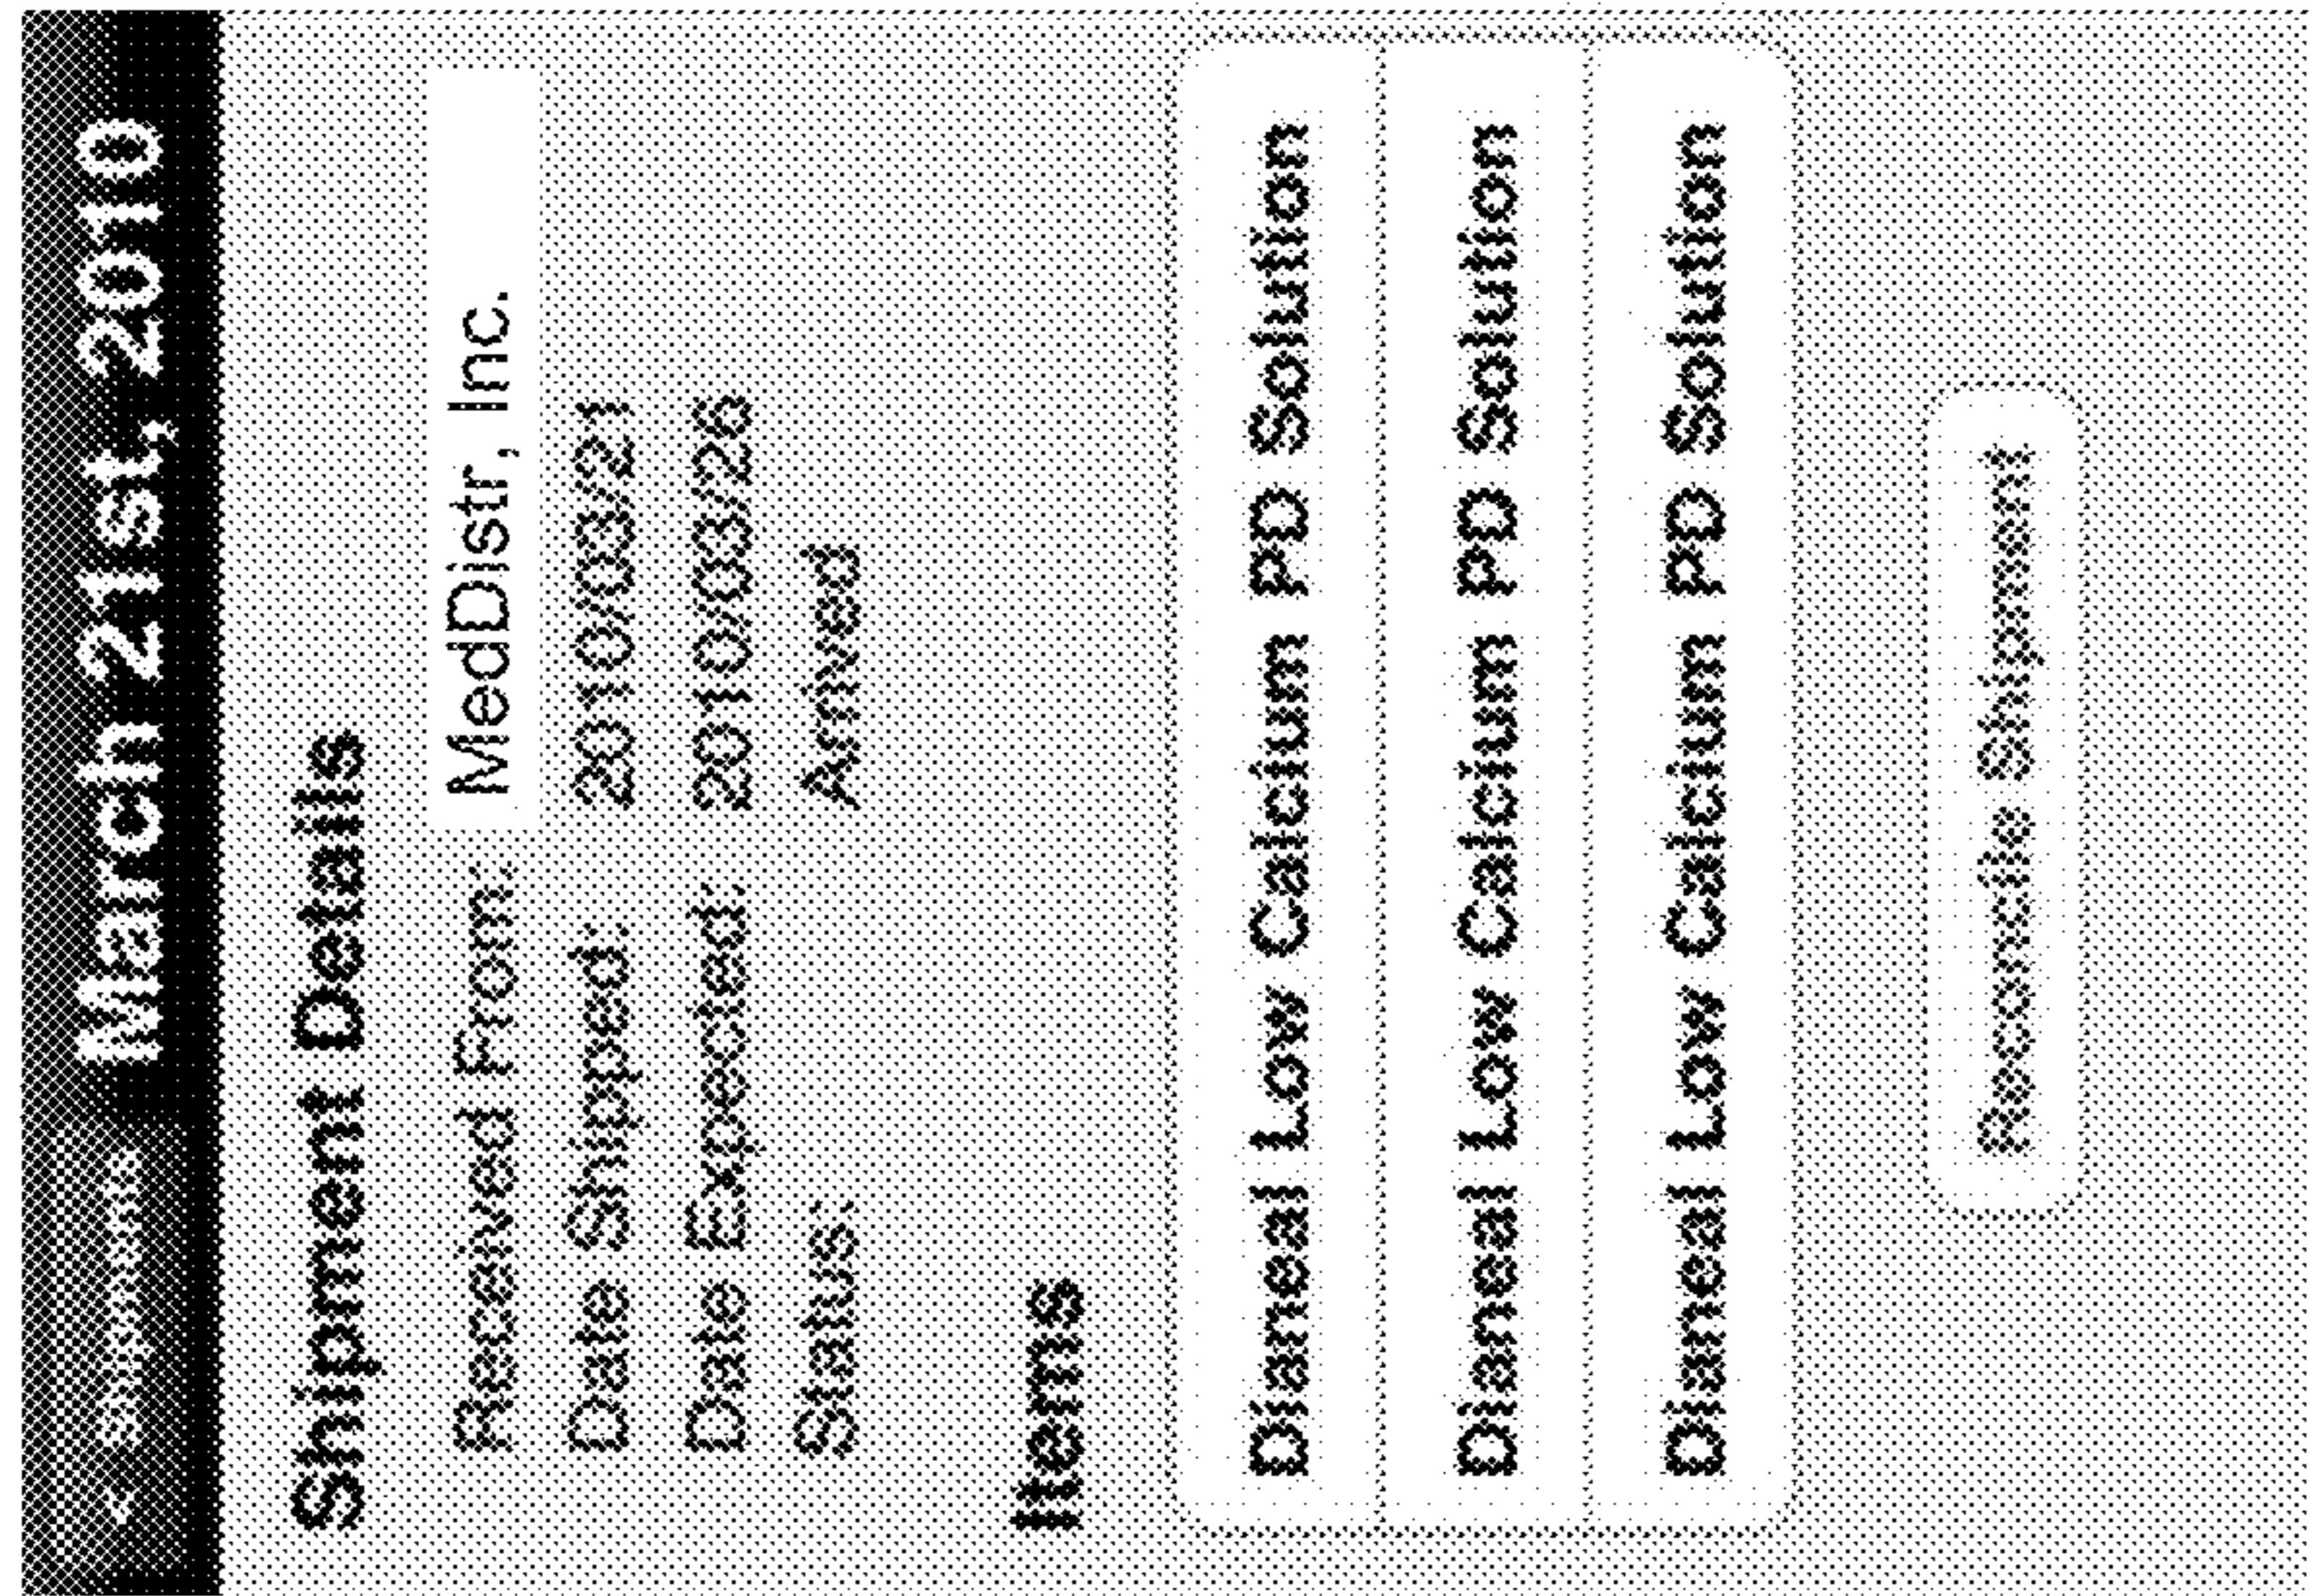 < Shipments March 21st, 2010
Shipment Details
Received From: MedDistr, Inc.
Date Shipped: 2010/03/21
Date Expected: 2010/03/26
Status: Arrived
Items
Dianeal Low Calcium PD Solution
Dianeal Low Calcium PD Solution
Dianeal Low Calcium PD Solution
Reconcile Shipment